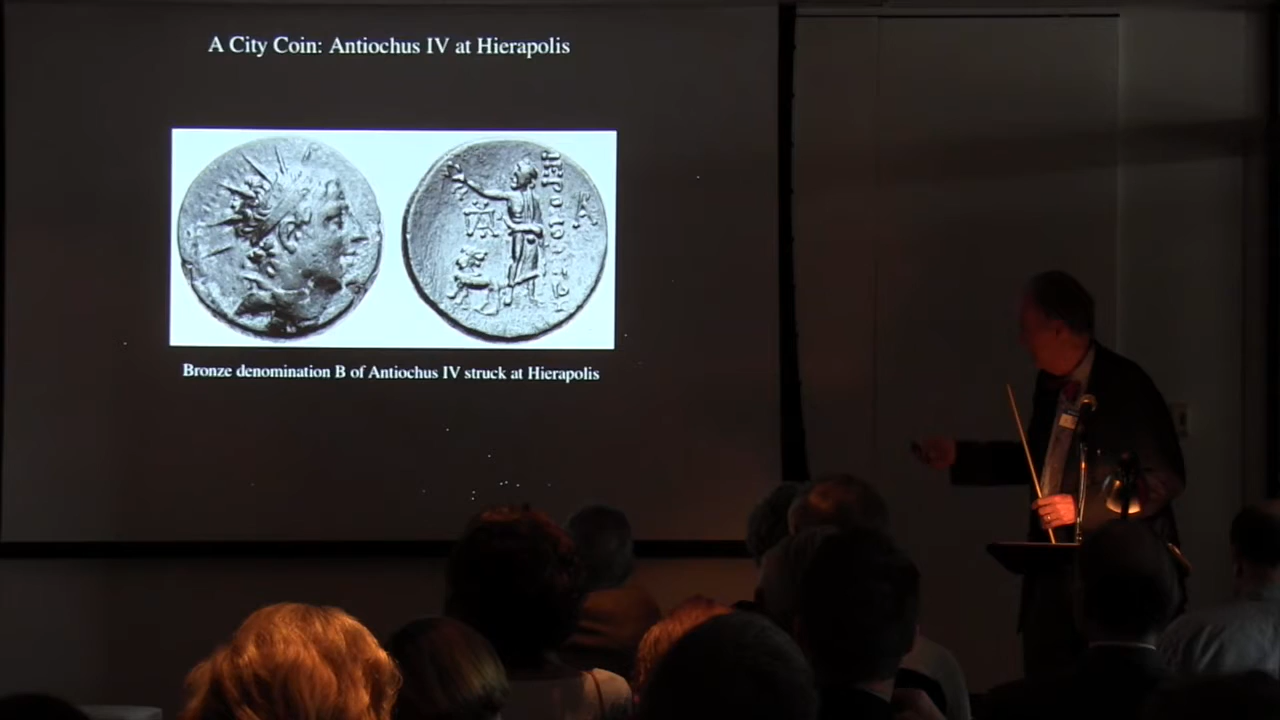 A City Coin: Antiochus IV at Hierapolis
Bronze denomination B of Antiochus IV struck at Hierapolis